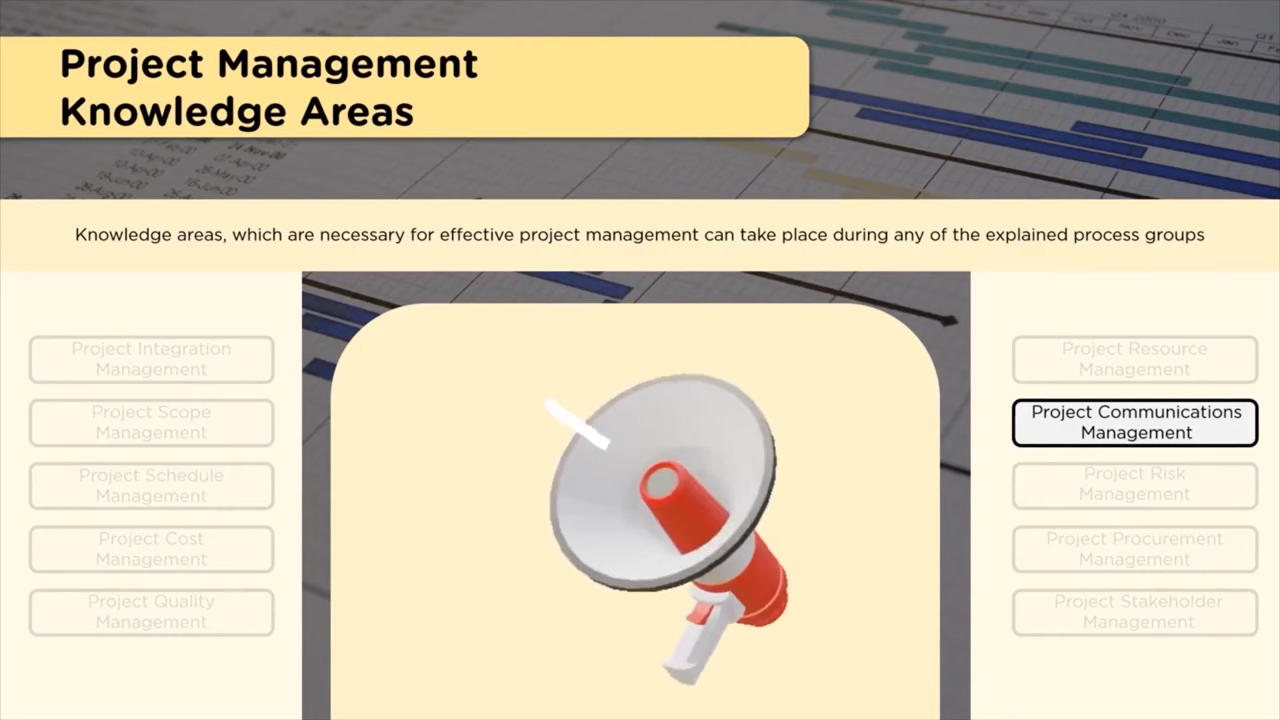 Project Management
Knowledge Areas
Knowledge areas, which are necessary for effective project management can take place during any of the explained process groups
Project Integration
Management
Project Scope
Management
Project Schedule
Management
Project Cost
Management
Project Quality
Management
Project Resource
Management
Project Communications
Management
Project Risk
Management
Project Procurement
Management
Project Stakeholder
Management